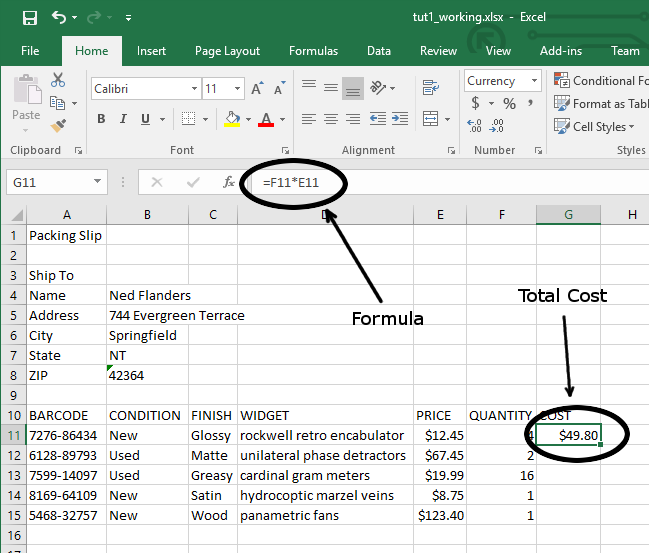 tut1_working.xlsx - Excel
File Home Insert Page Layout Formulas Data Review View Add-ins Team
Calibri 11 A A Currency Conditional Fo
Paste B I U A $ % , Format as Tabl
.00 .0 Cell Styles
Clipboard Font Alignment Number Styles
G11 fx =F11*E11
A B C E F G H
1 Packing Slip
2
3 Ship To
4 Name Ned Flanders
Total Cost
5 Address 744 Evergreen Terrace
Formula
6 City Springfield
7 State NT
8 ZIP 42364
9
10 BARCODE CONDITION FINISH WIDGET PRICE QUANTITY COST
11 7276-86434 New Glossy rockwell retro encabulator $12.45 4 $49.80
12 6128-89793 Used Matte unilateral phase detractors $67.45 2
13 7599-14097 Used Greasy cardinal gram meters $19.99 16
14 8169-64109 New Satin hydrocoptic marzel veins $8.75 1
15 5468-32757 New Wood panametric fans $123.40 1
16